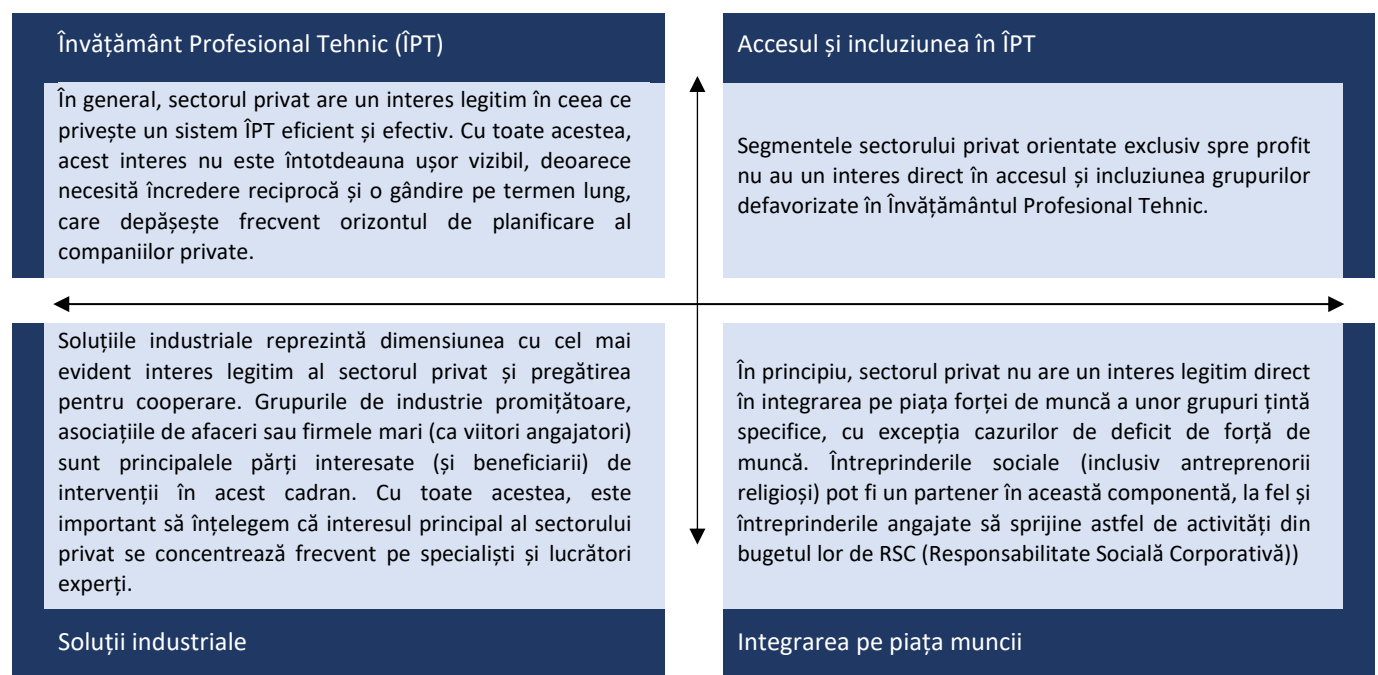 Învățământ Profesional Tehnic (ÎPT)
În general, sectorul privat are un interes legitim în ceea ce
privește un sistem ÎPT eficient și efectiv. Cu toate acestea,
acest interes nu este întotdeauna ușor vizibil, deoarece
necesită încredere reciprocă și o gândire pe termen lung,
care depășește frecvent orizontul de planificare al
companiilor private.
Accesul și incluziunea în ÎPT
Segmentele sectorului privat orientate exclusiv spre profit
nu au un interes direct în accesul și incluziunea grupurilor
defavorizate în Învățământul Profesional Tehnic.
Soluțiile industriale reprezintă dimensiunea cu cel mai
evident interes legitim al sectorul privat și pregătirea
pentru cooperare. Grupurile de industrie promițătoare,
asociațiile de afaceri sau firmele mari (ca viitori angajatori)
sunt principalele părți interesate (și beneficiarii) de
intervenții în acest cadran. Cu toate acestea, este
important să înțelegem că interesul principal al sectorului
privat se concentrează frecvent pe specialiști și lucrători
experți.
Soluții industriale
În principiu, sectorul privat nu are un interes legitim direct
în integrarea pe piața forței de muncă a unor grupuri țintă
specifice, cu excepția cazurilor de deficit de forță de
muncă. Întreprinderile sociale (inclusiv antreprenorii
religioși) pot fi un partener în această componentă, la fel și
întreprinderile angajate să sprijine astfel de activități din
bugetul lor de RSC (Responsabilitate Socială Corporativă))
Integrarea pe piața muncii